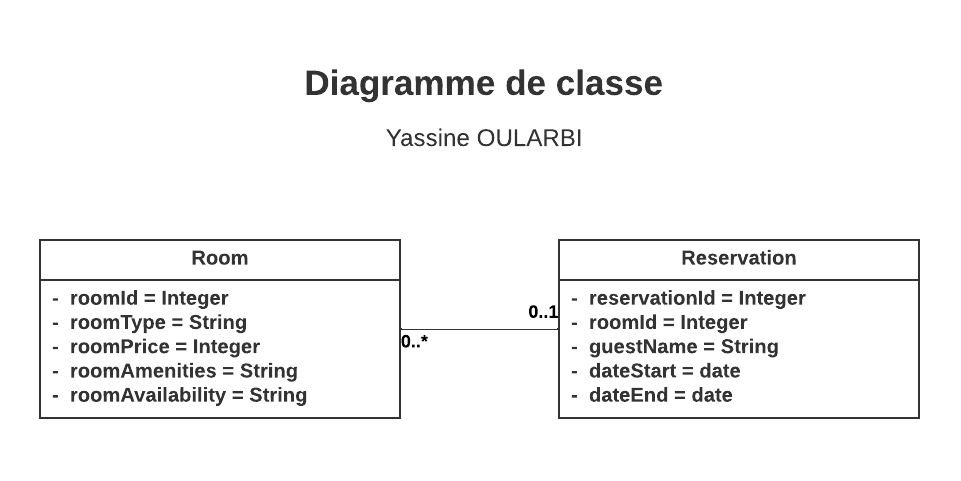 Diagramme de classe
Yassine OULARBI
Room
- roomId = Integer
- roomType = String
- roomPrice = Integer
- roomAmenities = String
- roomAvailability = String
0..1
0..*
Reservation
- reservationId = Integer
- roomId = Integer
- guestName = String
- dateStart = date
- dateEnd = date